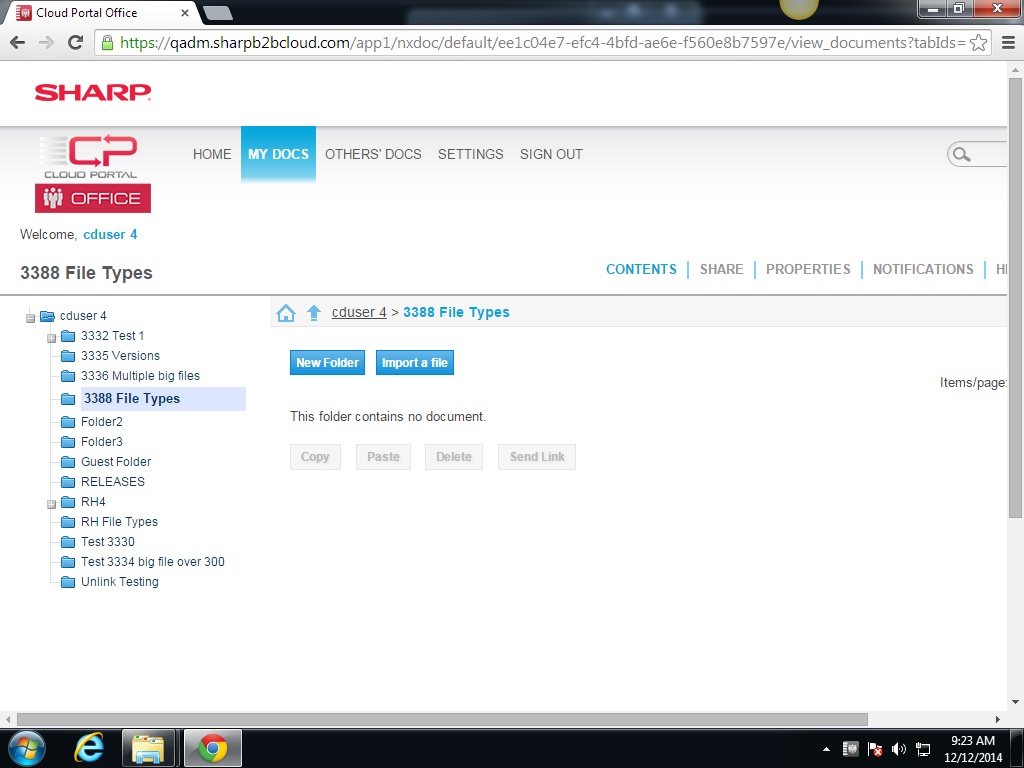 Cloud Portal Office
https://qadm.sharpb2bcloud.com/app1/nxdoc/default/ee1c04e7-efc4-4bfd-ae6e-f560e8b7597e/view_documents?tabIds=
SHARP
CP
CLOUD PORTAL
OFFICE
HOME MY DOCS OTHERS' DOCS SETTINGS SIGN OUT
Welcome, cduser 4
3388 File Types
CONTENTS SHARE PROPERTIES NOTIFICATIONS
cduser 4 > 3388 File Types
cduser 4
3332 Test 1
3335 Versions
3336 Multiple big files
3388 File Types
Folder2
Folder3
Guest Folder
RELEASES
RH4
RH File Types
Test 3330
Test 3334 big file over 300
Unlink Testing
New Folder Import a file
Items/page:
This folder contains no document.
Copy Paste Delete Send Link
9:23 AM
12/12/2014